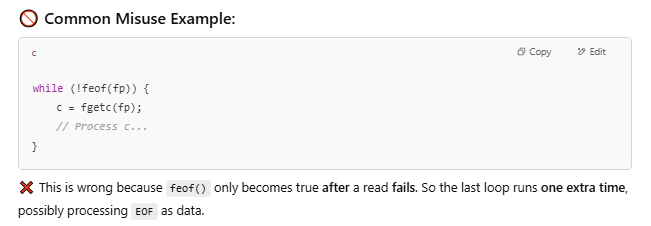 🚫 Common Misuse Example:
c Copy Edit
while (!feof(fp)) {
    c = fgetc(fp);
    // Process c...
}
❌ This is wrong because feof() only becomes true after a read fails. So the last loop runs one extra time,
possibly processing EOF as data.